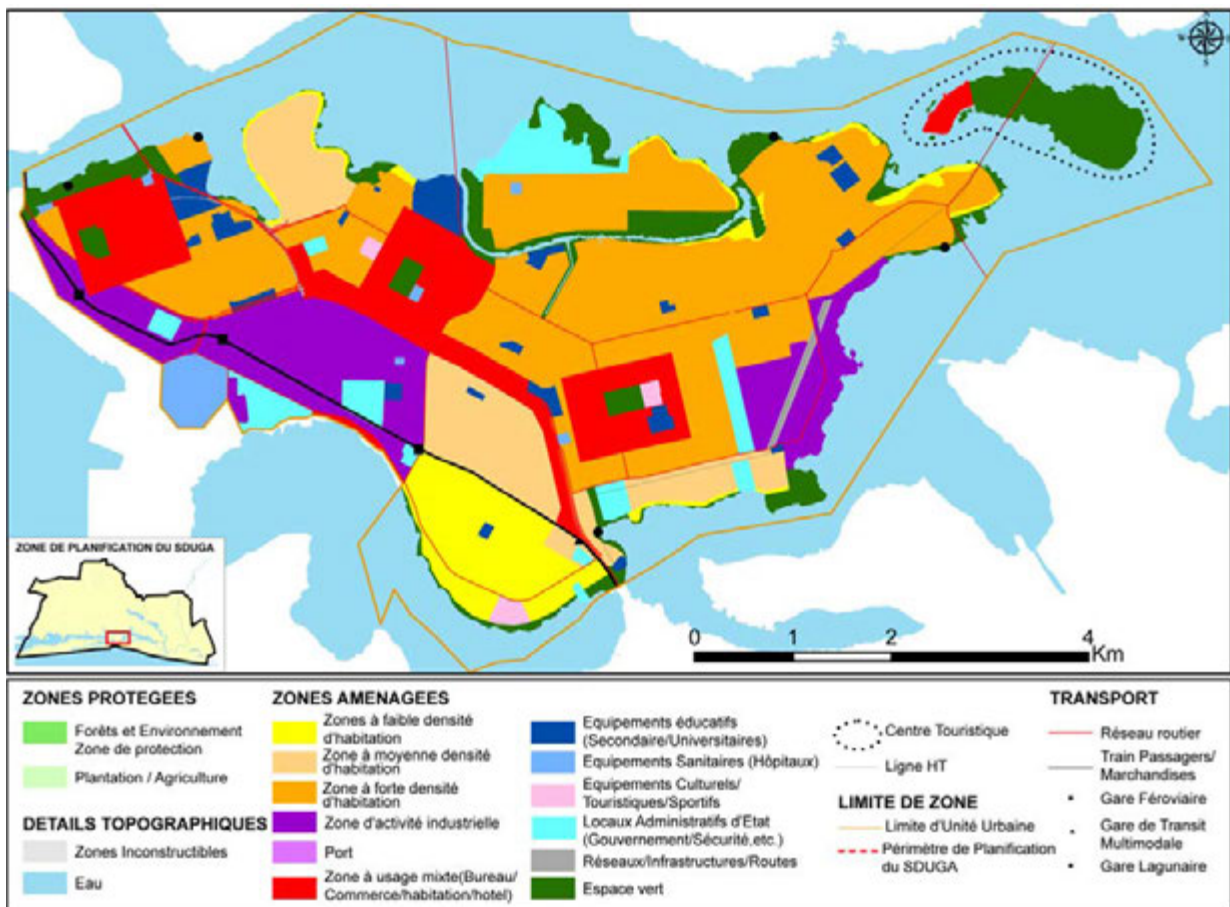 N
W
E
S
ZONE DE PLANIFICATION DU SDUGA
0 1 2 4
Km
ZONES PROTEGEES
Forêts et Environnement
Zone de protection
Plantation / Agriculture
DETAILS TOPOGRAPHIQUES
Zones Inconstructibles
Eau
ZONES AMENAGEES
Zones à faible densité
d'habitation
Zone à moyenne densité
d'habitation
Zone à forte densité
d'habitation
Zone d'activité industrielle
Port
Zone à usage mixte(Bureau/
Commerce/habitation/hotel)
Equipements éducatifs
(Secondaire/Universitaires)
Equipements Sanitaires (Hôpitaux)
Equipements Culturels/
Touristiques/Sportifs
Locaux Administratifs d'Etat
(Gouvernement/Sécurité,etc.)
Réseaux/Infrastructures/Routes
Espace vert
Centre Touristique
Ligne HT
LIMITE DE ZONE
Limite d'Unité Urbaine
Périmètre de Planification
du SDUGA
TRANSPORT
Réseau routier
Train Passagers/
Marchandises
Gare Féroviaire
Gare de Transit
Multimodale
Gare Lagunaire